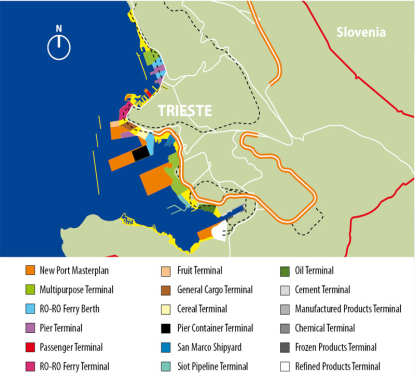 Slovenia
N
TRIESTE
New Port Masterplan
Fruit Terminal
Oil Terminal
Multipurpose Terminal
General Cargo Terminal
Cement Terminal
RO-RO Ferry Berth
Cereal Terminal
Manufactured Products Terminal
Pier Terminal
Pier Container Terminal
Chemical Terminal
Passenger Terminal
San Marco Shipyard
Frozen Products Terminal
RO-RO Ferry Terminal
Siot Pipeline Terminal
Refined Products Terminal